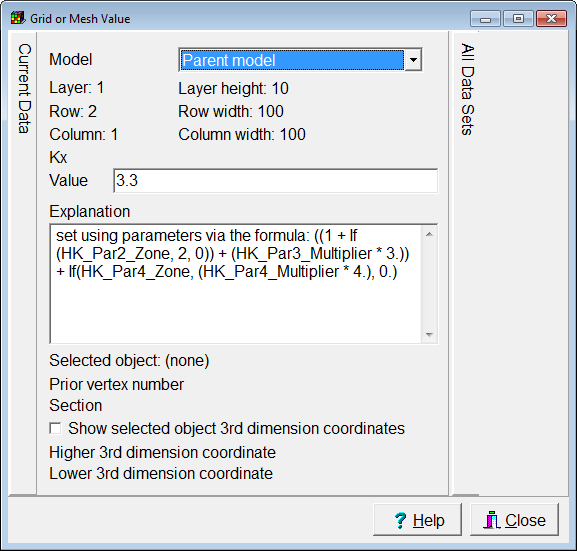 Grid or Mesh Value
Current Data
Model
Parent model
Layer: 1
Layer height: 10
Row: 2
Row width: 100
Column: 1
Column width: 100
Kx
Value
3.3
Explanation
set using parameters via the formula: ((1 + If
(HK_Par2_Zone, 2, 0)) + (HK_Par3_Multiplier * 3.))
+ If(HK_Par4_Zone, (HK_Par4_Multiplier * 4.), 0.)
Selected object: (none)
Prior vertex number
Section
Show selected object 3rd dimension coordinates
Higher 3rd dimension coordinate
Lower 3rd dimension coordinate
All Data Sets
? Help
Close